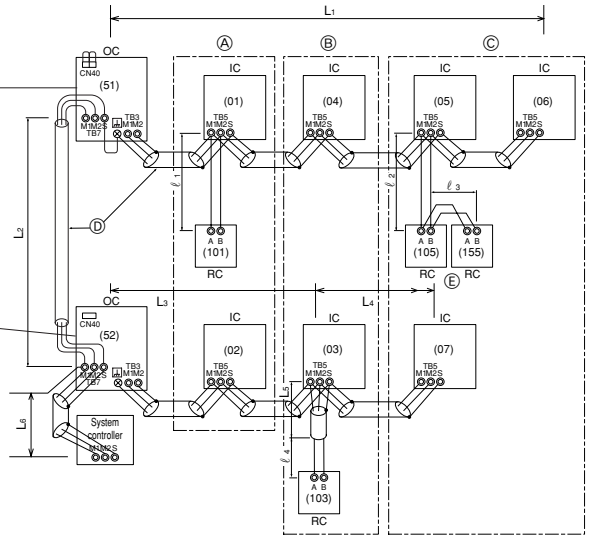 L1
Ⓐ
Ⓑ
Ⓒ
OC
CN40
(51)
M1M2S
TB7
TB3
M1M2
IC
(01)
TB5
M1M2S
IC
(04)
TB5
M1M2S
IC
(05)
TB5
M1M2S
IC
(06)
TB5
M1M2S
L2
Ⓓ
ℓ1
A B
(101)
RC
ℓ2
ℓ3
A B
(105)
RC
A B
(155)
RC
Ⓔ
L3
L4
OC
CN40
(52)
M1M2S
TB7
TB3
M1M2
IC
(02)
TB5
M1M2S
IC
(03)
TB5
M1M2S
IC
(07)
TB5
M1M2S
L6
System
controller
M1M2S
L5
ℓ4
A B
(103)
RC